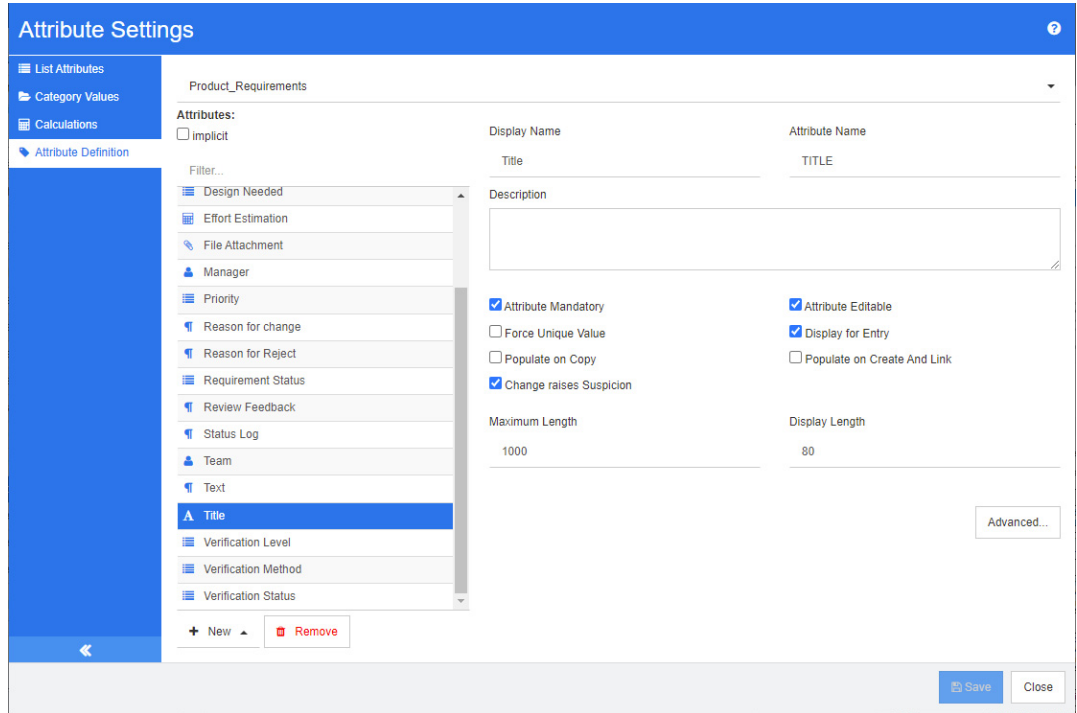 Attribute Settings
List Attributes
Category Values
Calculations
Attribute Definition
Product_Requirements
Attributes:
implicit
Filter...
Design Needed
Effort Estimation
File Attachment
Manager
Priority
Reason for change
Reason for Reject
Requirement Status
Review Feedback
Status Log
Team
Text
Title
Verification Level
Verification Method
Verification Status
New
Remove
Display Name
Attribute Name
Title
TITLE
Description
Attribute Mandatory
Attribute Editable
Force Unique Value
Display for Entry
Populate on Copy
Populate on Create And Link
Change raises Suspicion
Maximum Length
Display Length
1000
80
Advanced...
Save
Close